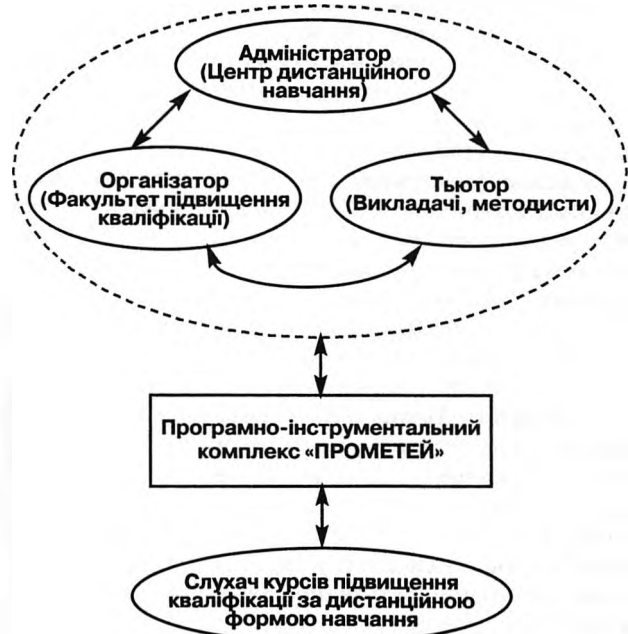 Адміністратор
(Центр дистанційного
навчання)
Організатор
(Факультет підвищення
кваліфікації)
Тьютор
(Викладачі, методисти)
Програмно-інструментальний
комплекс «ПРОМЕТЕЙ»
Слухач курсів підвищення
кваліфікації за дистанційною
формою навчання